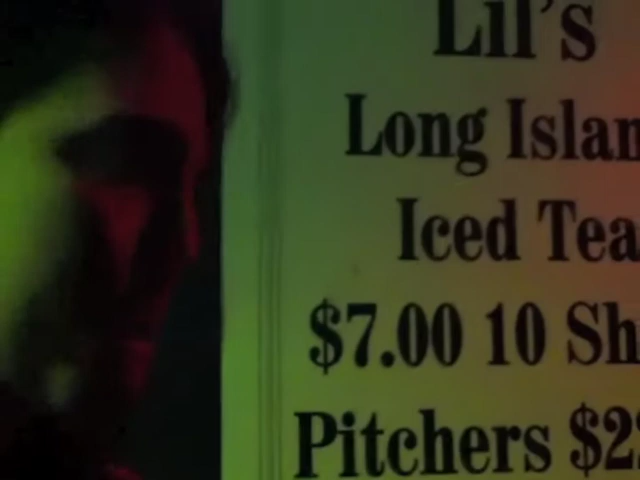 Lil's
Long Islan
Iced Tea
$7.00 10 Sh
Pitchers $2